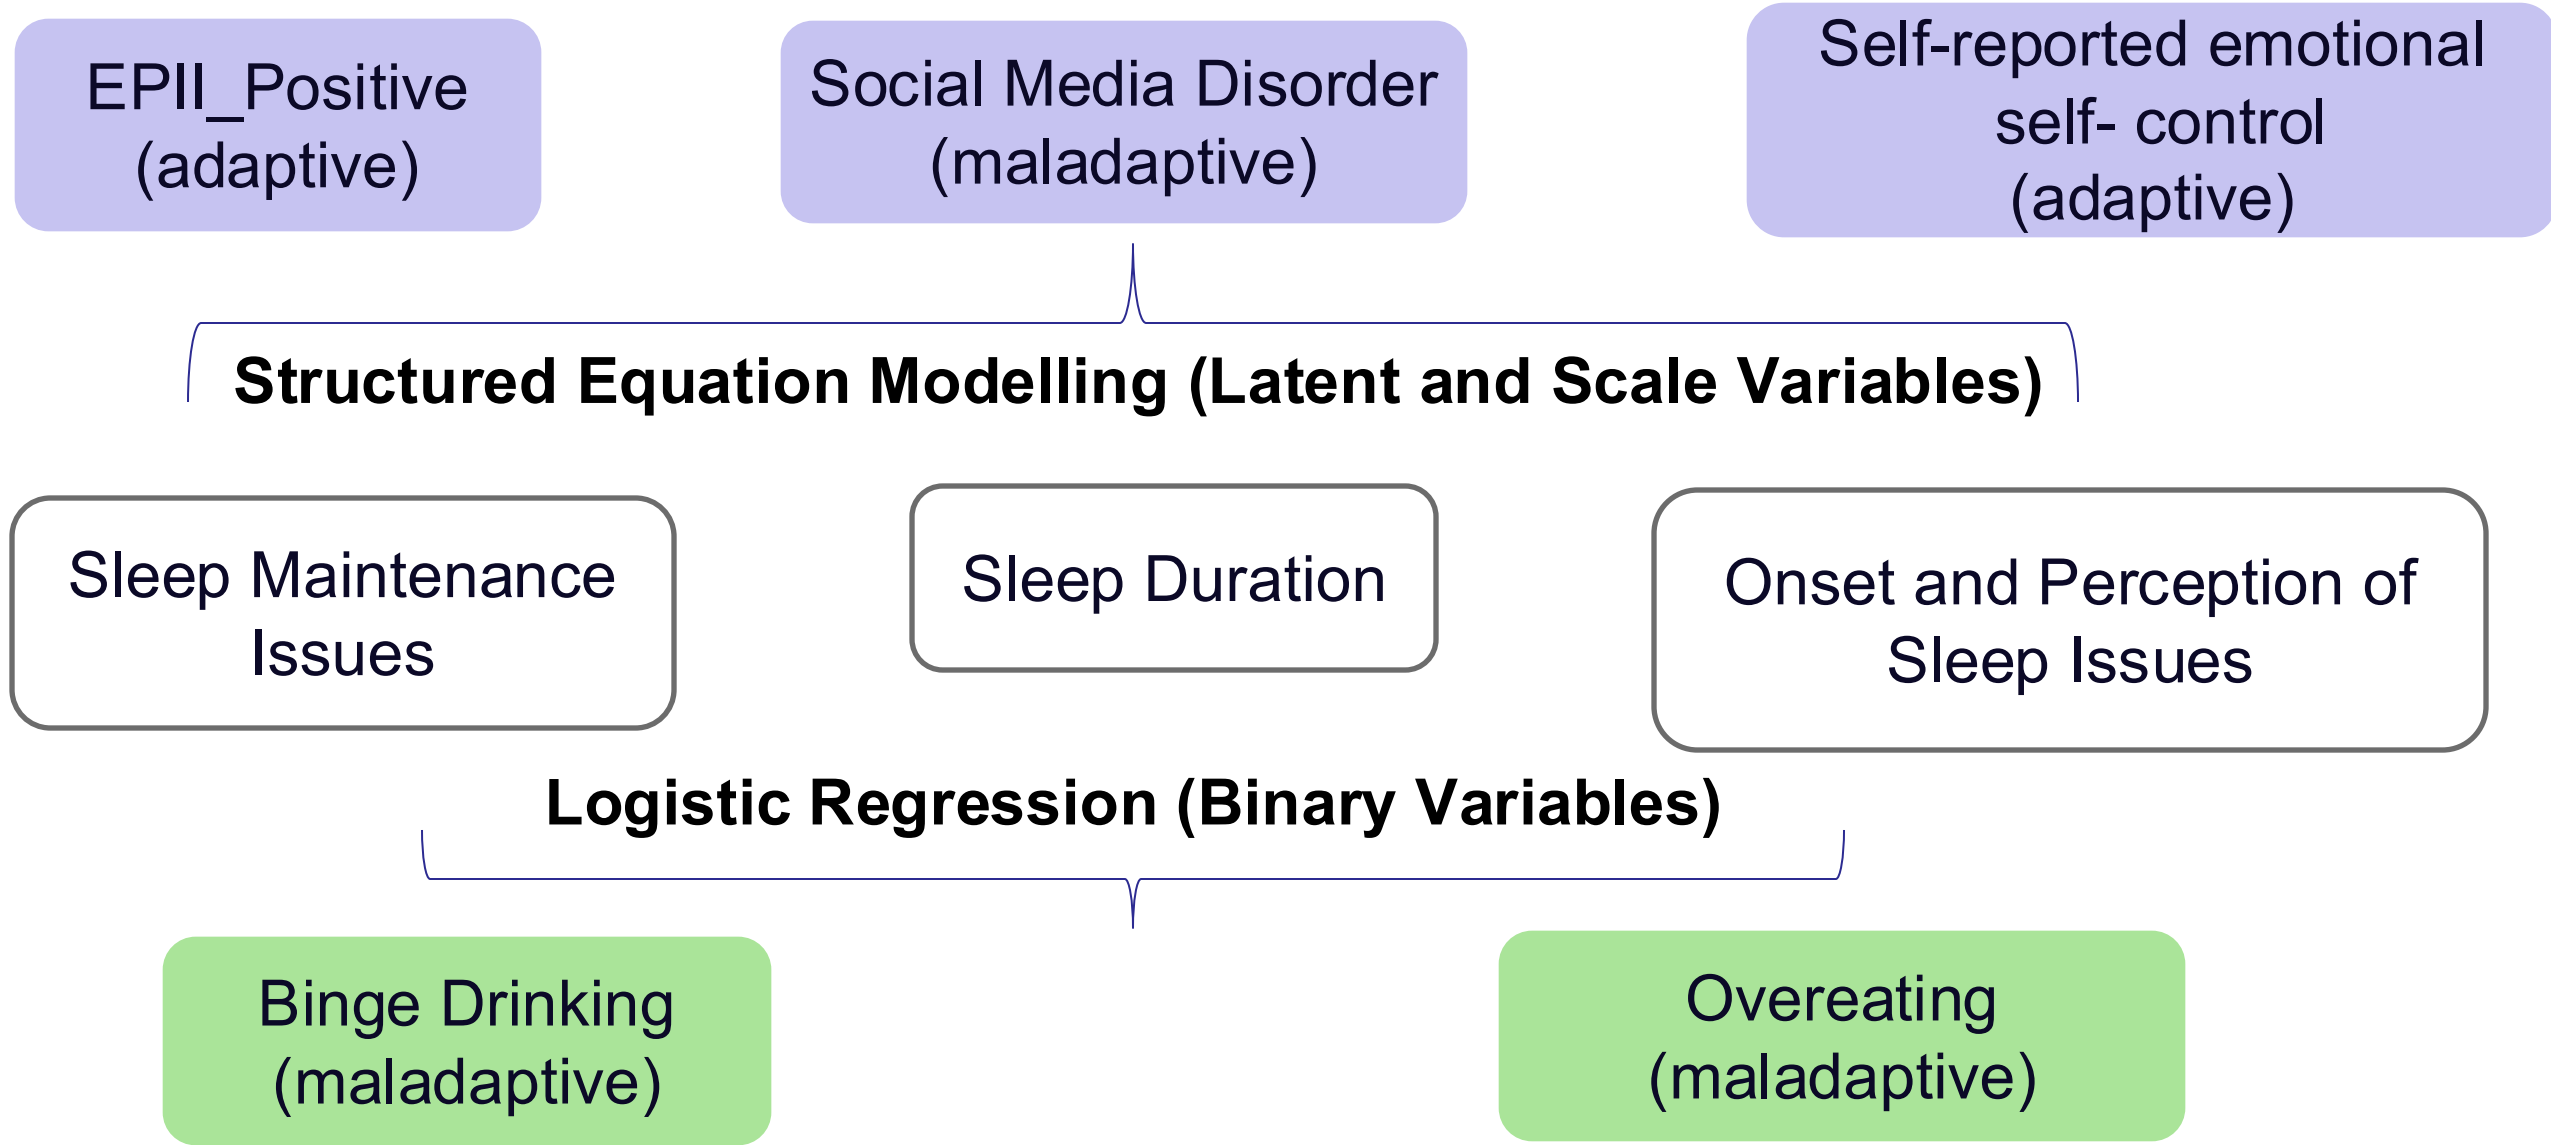 EPII_Positive
(adaptive)
Social Media Disorder
(maladaptive)
Self-reported emotional
self- control
(adaptive)
Structured Equation Modelling (Latent and Scale Variables)
Sleep Maintenance
Issues
Sleep Duration
Onset and Perception of
Sleep Issues
Logistic Regression (Binary Variables)
Binge Drinking
(maladaptive)
Overeating
(maladaptive)